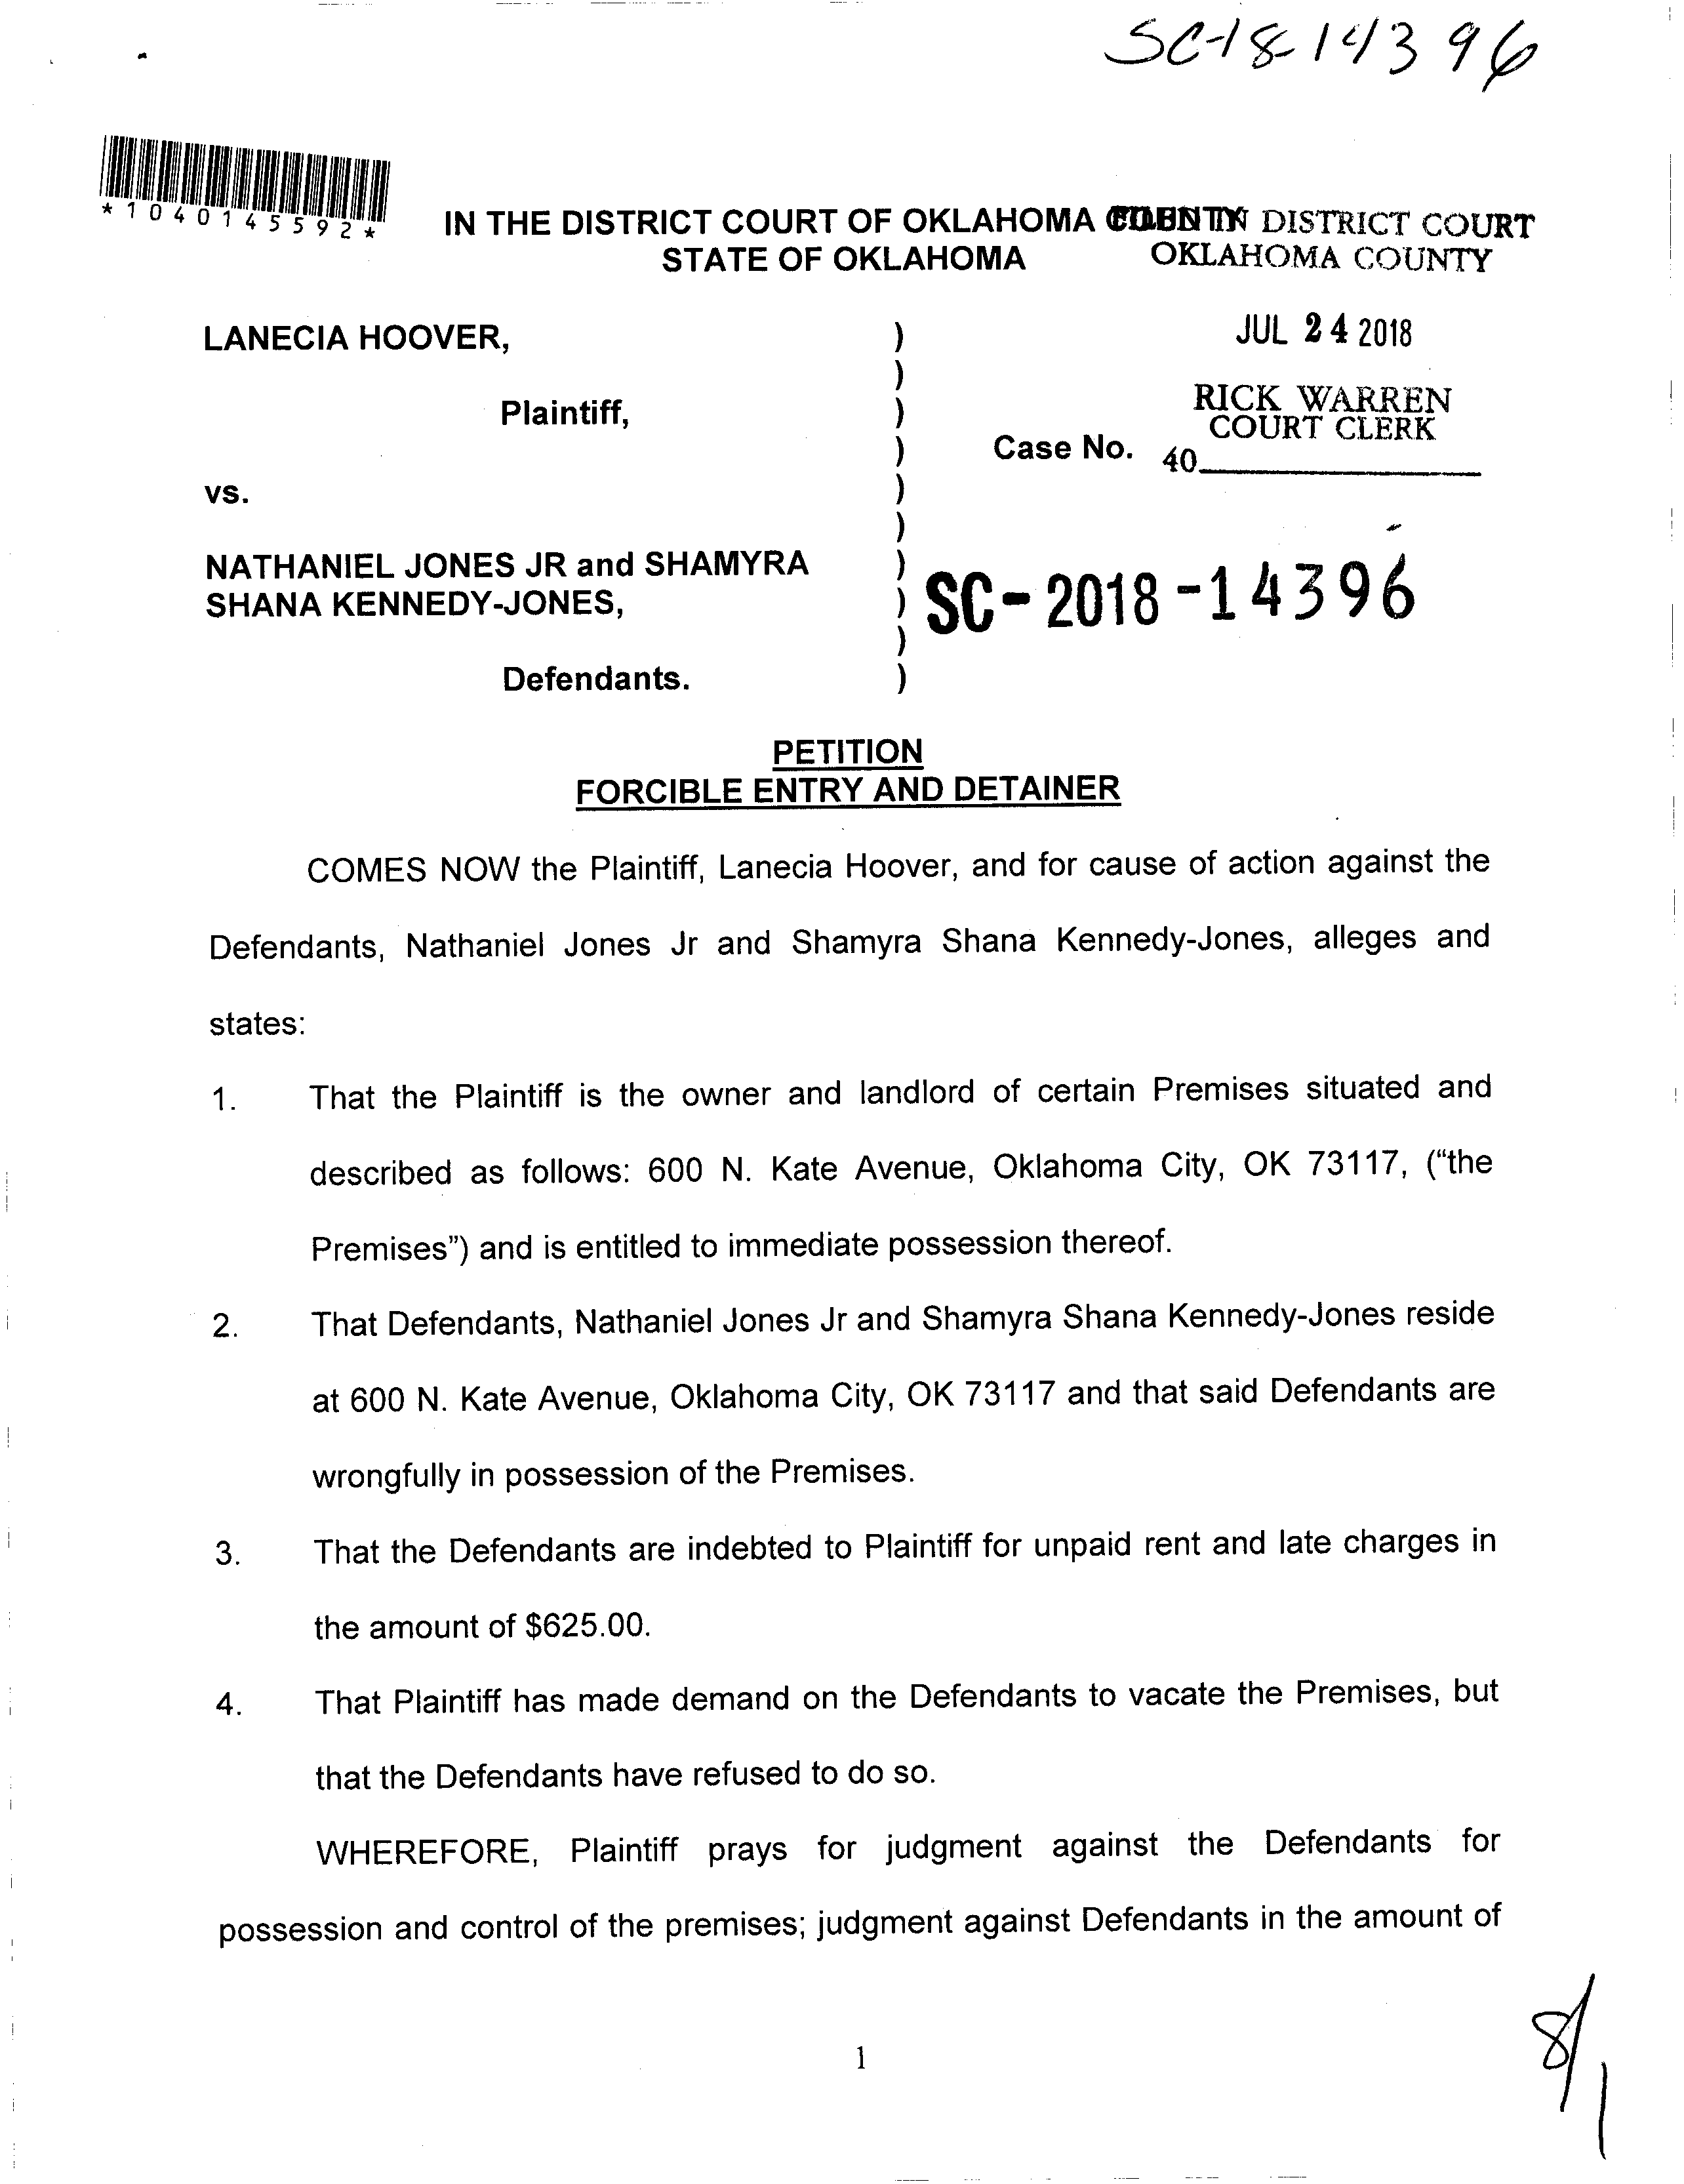 SC-18-14396
*1040145592*
IN THE DISTRICT COURT OF OKLAHOMA COUNTY
STATE OF OKLAHOMA
FILED IN DISTRICT COURT
OKLAHOMA COUNTY
JUL 24 2018
RICK WARREN
COURT CLERK
40
LANECIA HOOVER, )
)
Plaintiff, )
) Case No.
vs. )
)
NATHANIEL JONES JR and SHAMYRA )
SHANA KENNEDY-JONES, ) SC-2018-14396
)
Defendants. )
PETITION
FORCIBLE ENTRY AND DETAINER
COMES NOW the Plaintiff, Lanecia Hoover, and for cause of action against the
Defendants, Nathaniel Jones Jr and Shamyra Shana Kennedy-Jones, alleges and
states:
1. That the Plaintiff is the owner and landlord of certain Premises situated and
described as follows: 600 N. Kate Avenue, Oklahoma City, OK 73117, (“the
Premises”) and is entitled to immediate possession thereof.
2. That Defendants, Nathaniel Jones Jr and Shamyra Shana Kennedy-Jones reside
at 600 N. Kate Avenue, Oklahoma City, OK 73117 and that said Defendants are
wrongfully in possession of the Premises.
3. That the Defendants are indebted to Plaintiff for unpaid rent and late charges in
the amount of $625.00.
4. That Plaintiff has made demand on the Defendants to vacate the Premises, but
that the Defendants have refused to do so.
WHEREFORE, Plaintiff prays for judgment against the Defendants for
possession and control of the premises; judgment against Defendants in the amount of
1
8/1